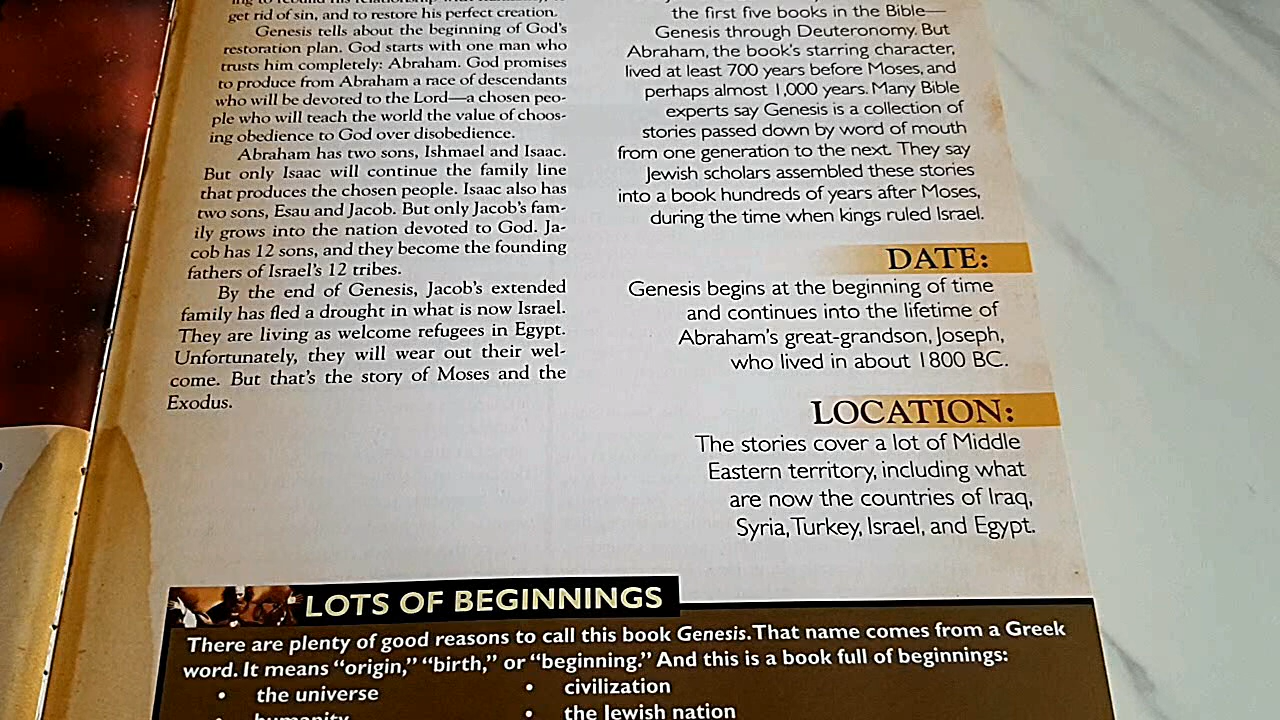 get rid of sin, and to restore his perfect creation.
Genesis tells about the beginning of God's
restoration plan. God starts with one man who
trusts him completely: Abraham. God promises
to produce from Abraham a race of descendants
who will be devoted to the Lord—a chosen peo-
ple who will teach the world the value of choos-
ing obedience to God over disobedience.
Abraham has two sons, Ishmael and Isaac.
But only Isaac will continue the family line
that produces the chosen people. Isaac also has
two sons, Esau and Jacob. But only Jacob's fam-
ily grows into the nation devoted to God. Ja-
cob has 12 sons, and they become the founding
fathers of Israel's 12 tribes.
By the end of Genesis, Jacob's extended
family has fled a drought in what is now Israel.
They are living as welcome refugees in Egypt.
Unfortunately, they will wear out their wel-
come. But that's the story of Moses and the
Exodus.
the first five books in the Bible—
Genesis through Deuteronomy. But
Abraham, the book's starring character,
lived at least 700 years before Moses, and
perhaps almost 1,000 years. Many Bible
experts say Genesis is a collection of
stories passed down by word of mouth
from one generation to the next. They say
Jewish scholars assembled these stories
into a book hundreds of years after Moses,
during the time when kings ruled Israel.
DATE:
Genesis begins at the beginning of time
and continues into the lifetime of
Abraham's great-grandson, Joseph,
who lived in about 1800 BC.
LOCATION:
The stories cover a lot of Middle
Eastern territory, including what
are now the countries of Iraq,
Syria, Turkey, Israel, and Egypt.
LOTS OF BEGINNINGS
There are plenty of good reasons to call this book Genesis. That name comes from a Greek
word. It means "origin," "birth," or "beginning." And this is a book full of beginnings:
• the universe
• humanity
• civilization
• the Jewish nation